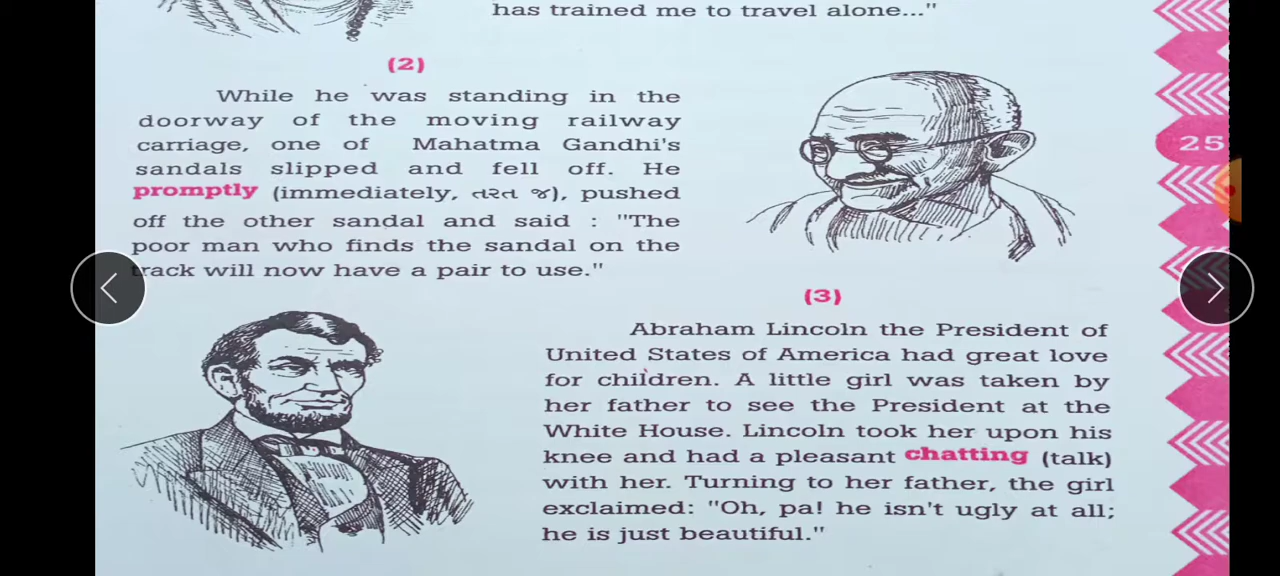 has trained me to travel alone..."
(2)
While he was standing in the
doorway of the moving railway
carriage, one of Mahatma Gandhi's
sandals slipped and fell off. He
promptly (immediately, તરત જ), pushed
off the other sandal and said : "The
poor man who finds the sandal on the
track will now have a pair to use."
25
(3)
Abraham Lincoln the President of
United States of America had great love
for children. A little girl was taken by
her father to see the President at the
White House. Lincoln took her upon his
knee and had a pleasant chatting (talk)
with her. Turning to her father, the girl
exclaimed: "Oh, pa! he isn't ugly at all;
he is just beautiful."